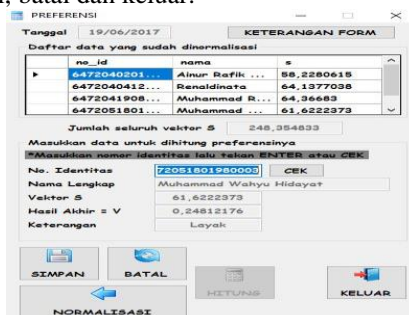 , batal dan keluar.
PREFERENSI
Tanggal 19/06/2017 KETERANGAN FORM
Daftar data yang sudah dinormalisasi
no_id nama s
6472040201... Ainur Rafik ... 58,2280615
6472040412... Renaldinata 64,1377038
6472041908... Muhammad R... 64,36683
6472051801... Muhammad ... 61,6222373
Jumlah seluruh vektor S 248,354833
Masukkan data untuk dihitung preferensinya
*Masukkan nomor identitas lalu tekan ENTER atau CEK
No. Identitas 72051801980003 CEK
Nama Lengkap Muhammad Wahyu Hidayat
Vektor S 61,6222373
Hasil Akhir = V 0,24812176
Keterangan Layak
SIMPAN BATAL HITUNG KELUAR
NORMALISASI